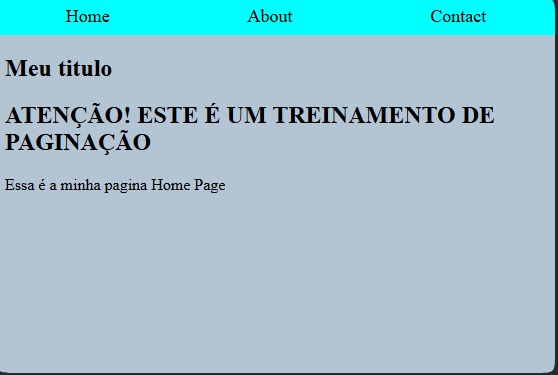 Home About Contact
Meu titulo
ATENÇÃO! ESTE É UM TREINAMENTO DE
PAGINAÇÃO
Essa é a minha pagina Home Page